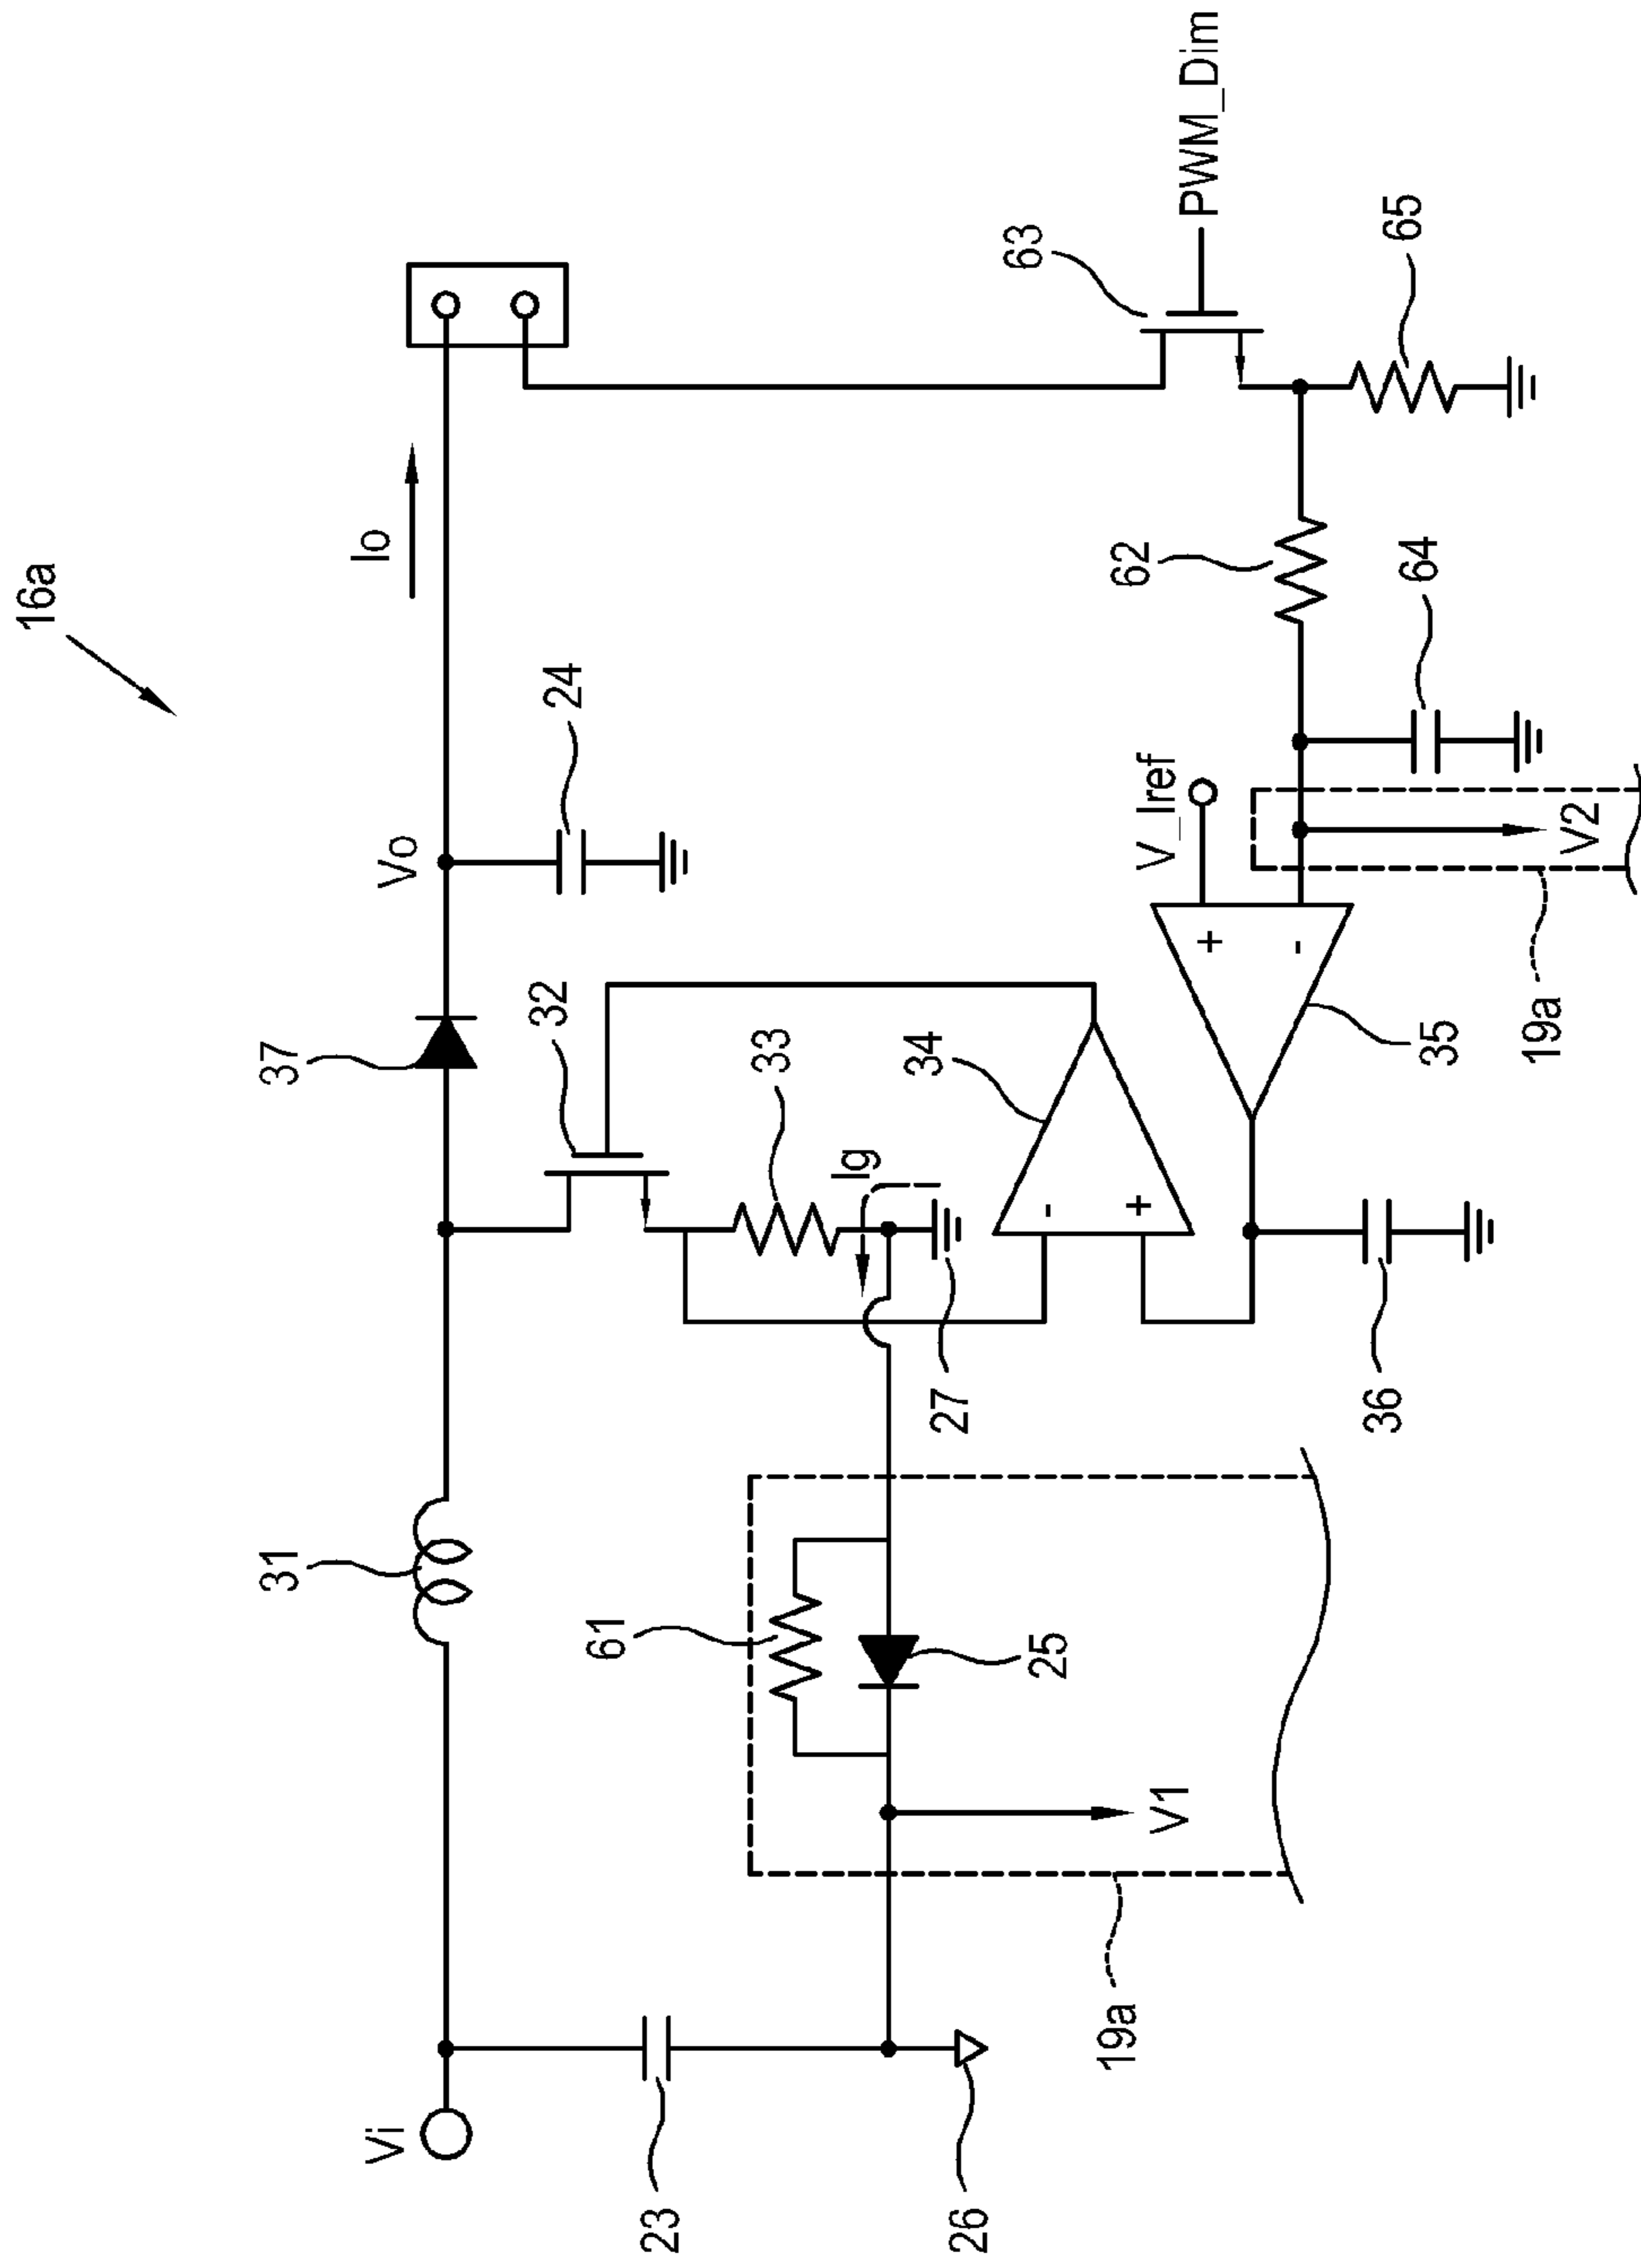 16a
Io
Vo
37
31
Vi
24
32
33
Ig
61
25
27
23
26
V1
19a
34
-
+
36
V_Iref
+
-
35
62
64
V2
19a
63
PWM_Dim
65